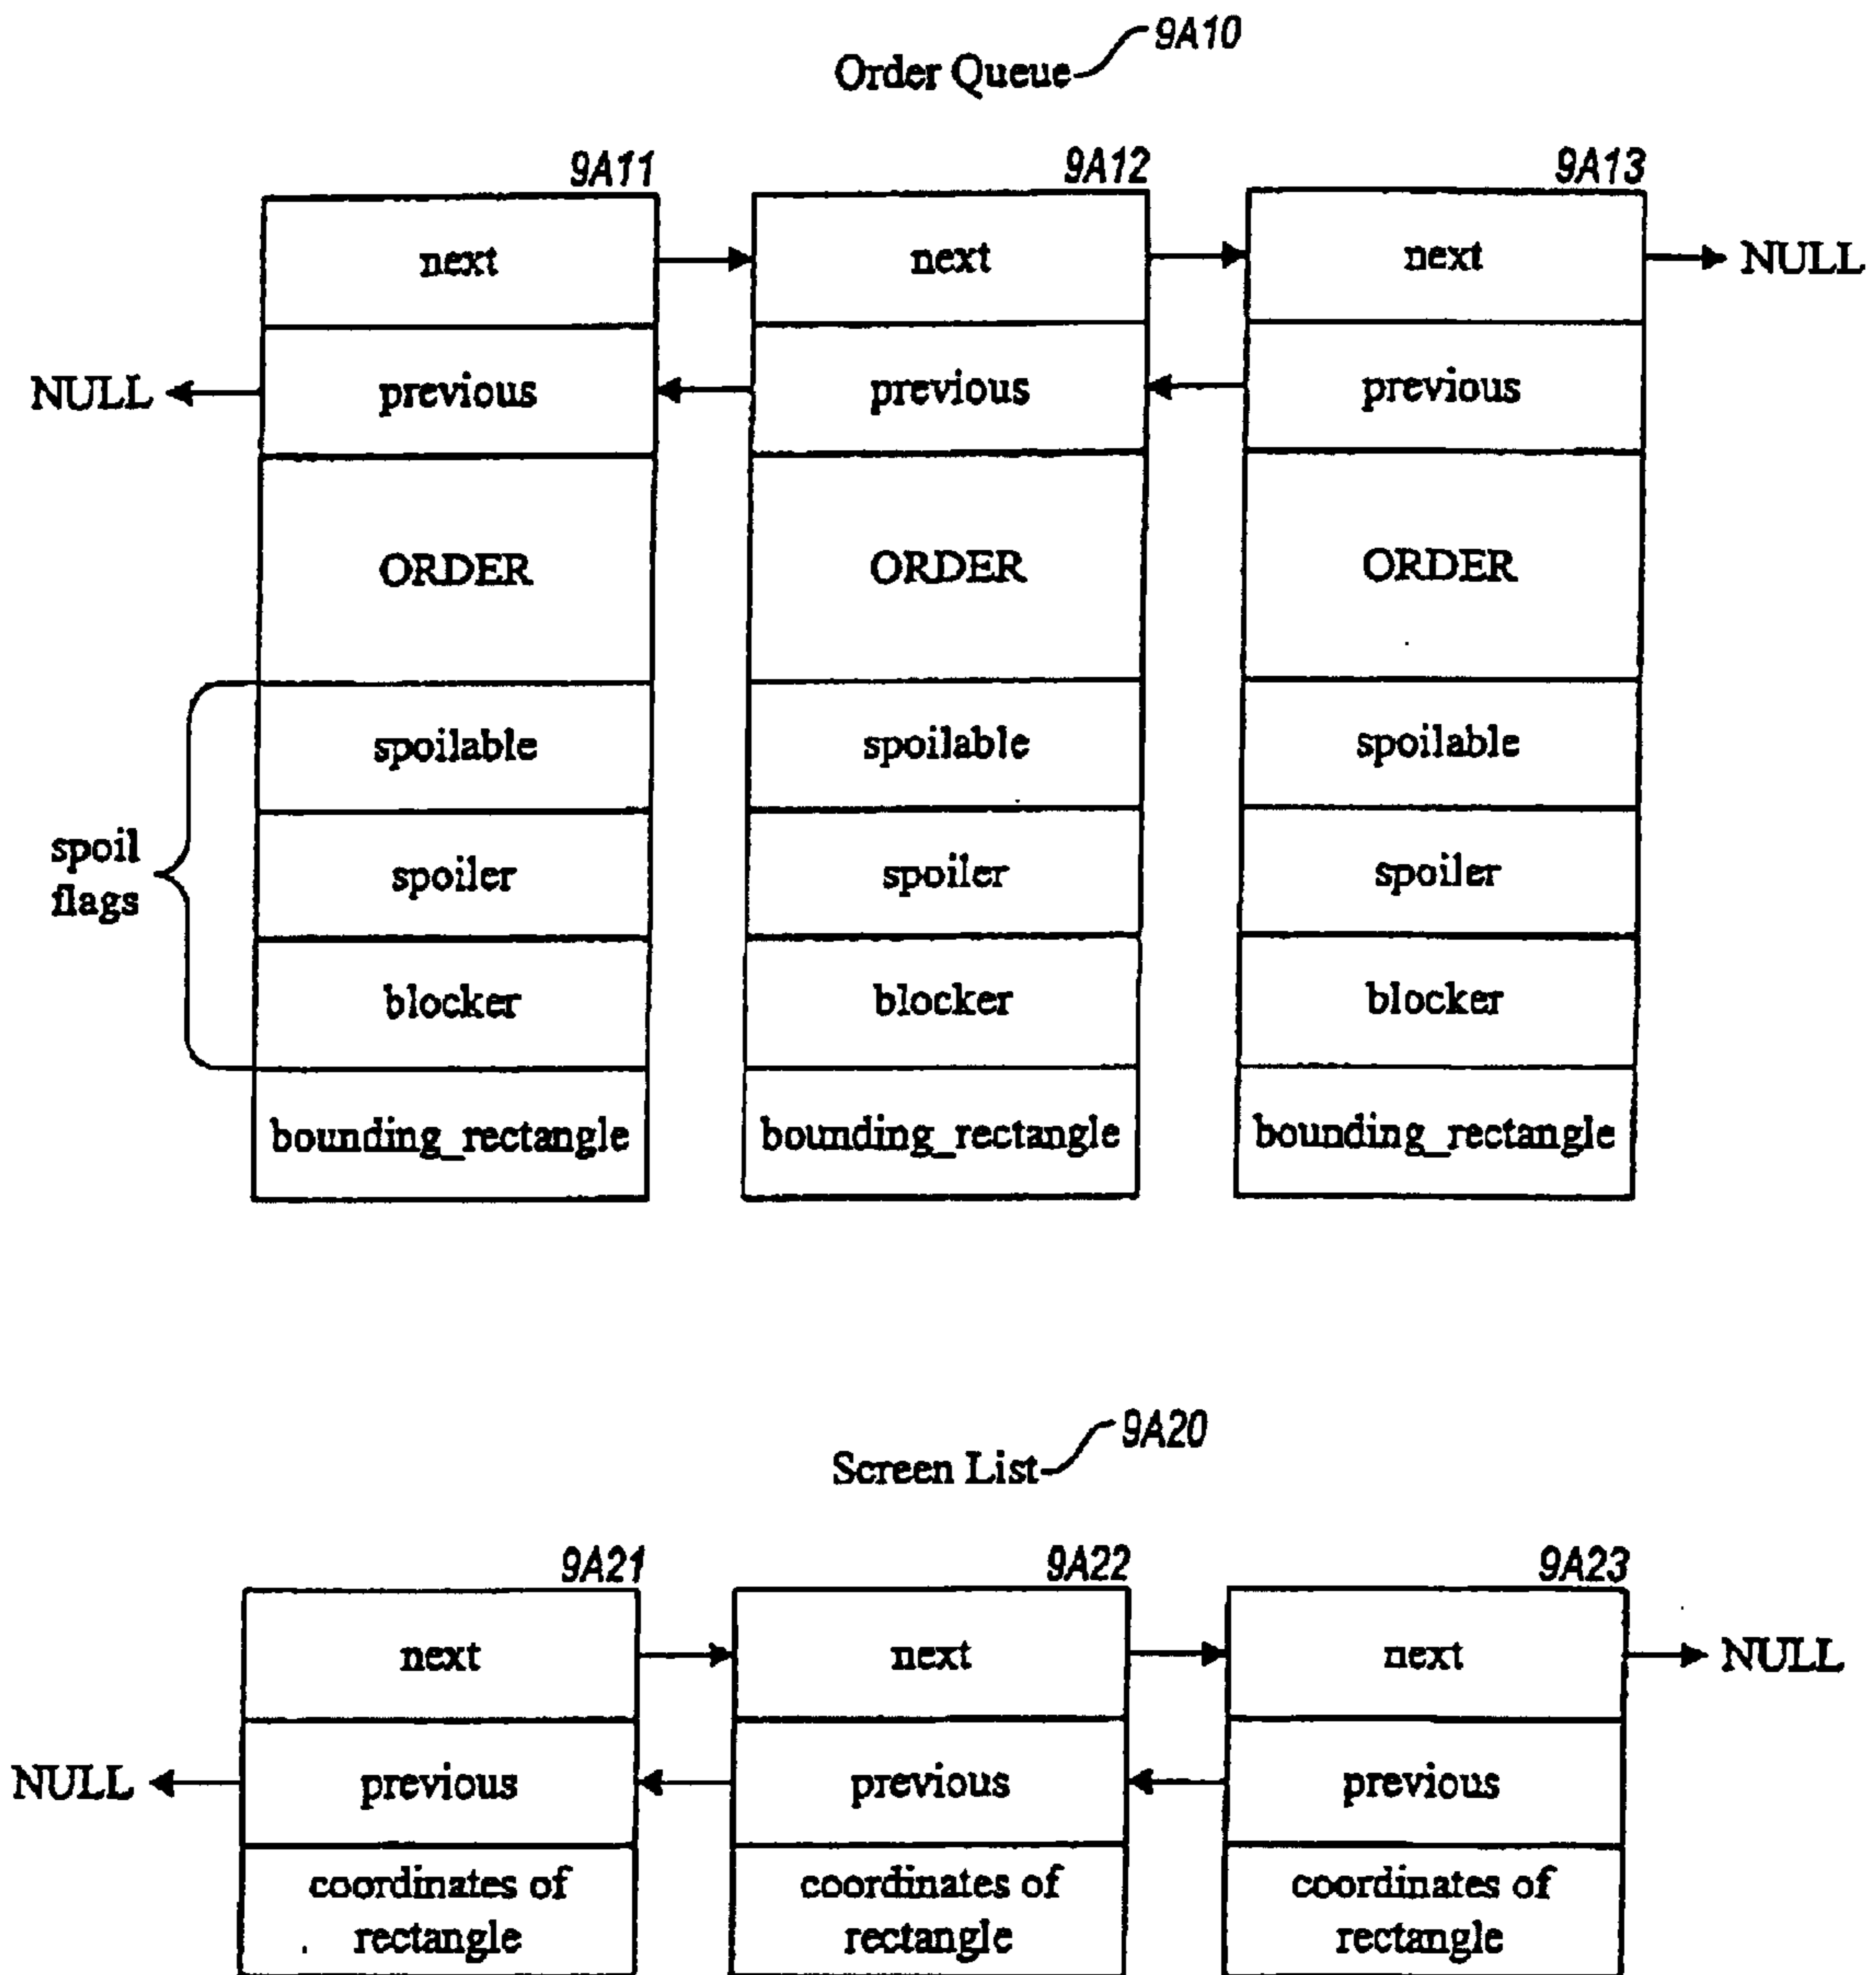 9A10
Order Queue
9A11 9A12 9A13
next next next NULL
NULL previous previous previous
ORDER ORDER ORDER
spoilable spoilable spoilable
spoil
flags
spoiler spoiler spoiler
blocker blocker blocker
bounding_rectangle bounding_rectangle bounding_rectangle
9A20
Screen List
9A21 9A22 9A23
next next next NULL
NULL previous previous previous
coordinates of coordinates of coordinates of
rectangle rectangle rectangle